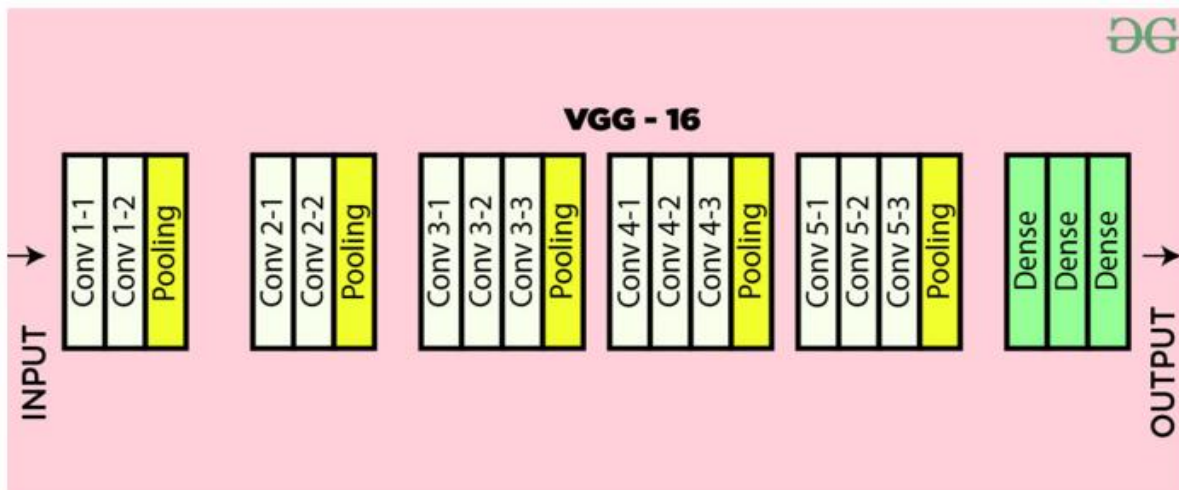 VGG - 16
INPUT
Conv 1-1
Conv 1-2
Pooling
Conv 2-1
Conv 2-2
Pooling
Conv 3-1
Conv 3-2
Conv 3-3
Pooling
Conv 4-1
Conv 4-2
Conv 4-3
Pooling
Conv 5-1
Conv 5-2
Conv 5-3
Pooling
Dense
Dense
Dense
OUTPUT